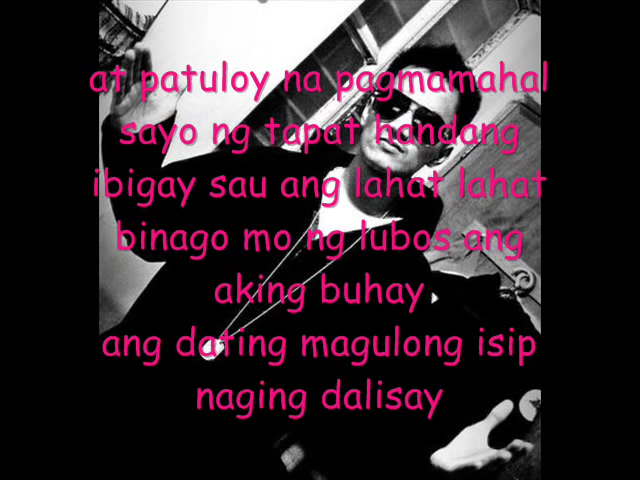 at patuloy na pagmamahal
sayo ng tapat handang
ibigay sau ang lahat lahat
binago mo ng lubos ang
aking buhay
ang dating magulong isip
naging dalisay